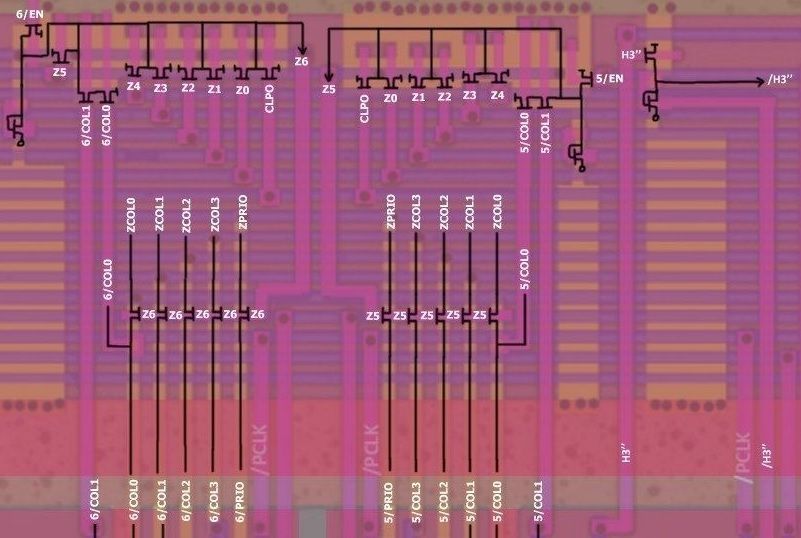 6/EN
Z5
6/COL1
6/COL0
Z4
Z3
Z2
Z1
Z0
CLPO
Z6
Z5
CLPO
Z0
Z1
Z2
Z3
Z4
5/COL0
5/COL1
5/EN
H3''
/H3''
ZCOL0
ZCOL1
ZCOL2
ZCOL3
ZPRIO
ZPRIO
ZCOL3
ZCOL2
ZCOL1
ZCOL0
6/COL0
5/COL0
Z6
Z6
Z6
Z6
Z6
Z5
Z5
Z5
Z5
Z5
/PCLK
/PCLK
H3''
/PCLK
/H3''
6/COL1
6/COL0
6/COL1
6/COL2
6/COL3
6/PRIO
5/PRIO
5/COL3
5/COL2
5/COL1
5/COL0
5/COL1